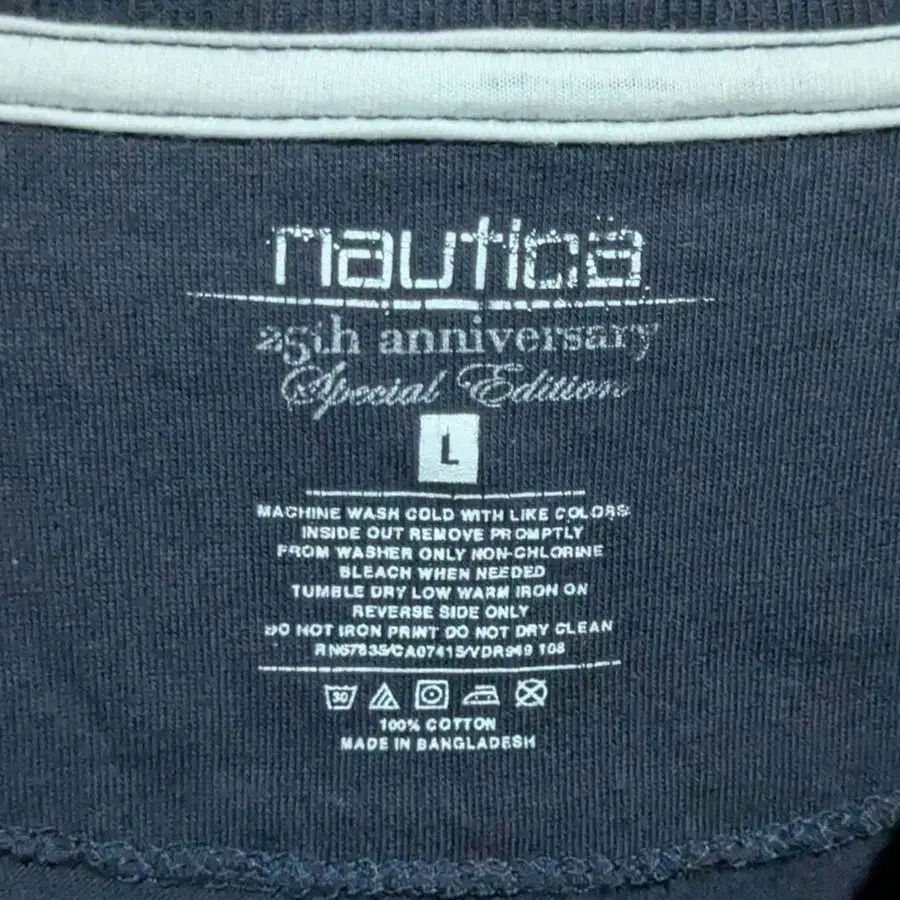 nautica
25th anniversary
Special Edition
L
MACHINE WASH COLD WITH LIKE COLORS
INSIDE OUT REMOVE PROMPTLY
FROM WASHER ONLY NON-CHLORINE
BLEACH WHEN NEEDED
TUMBLE DRY LOW WARM IRON ON
REVERSE SIDE ONLY
DO NOT IRON PRINT DO NOT DRY CLEAN
RN67835/CA07415/VDR949 108
30
100% COTTON
MADE IN BANGLADESH